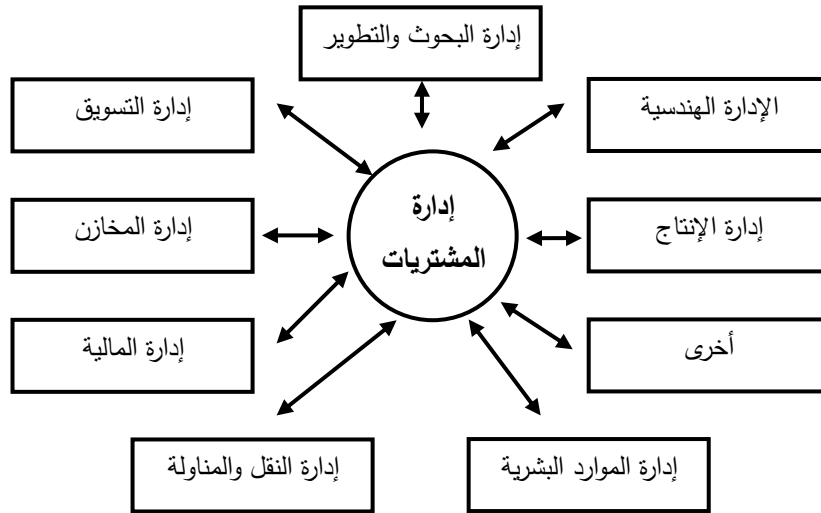 إدارة البحوث والتطوير
الإدارة الهندسية
إدارة التسويق
إدارة الإنتاج
إدارة
المشتريات
إدارة المخازن
أخرى
إدارة المالية
إدارة الموارد البشرية
إدارة النقل والمناولة